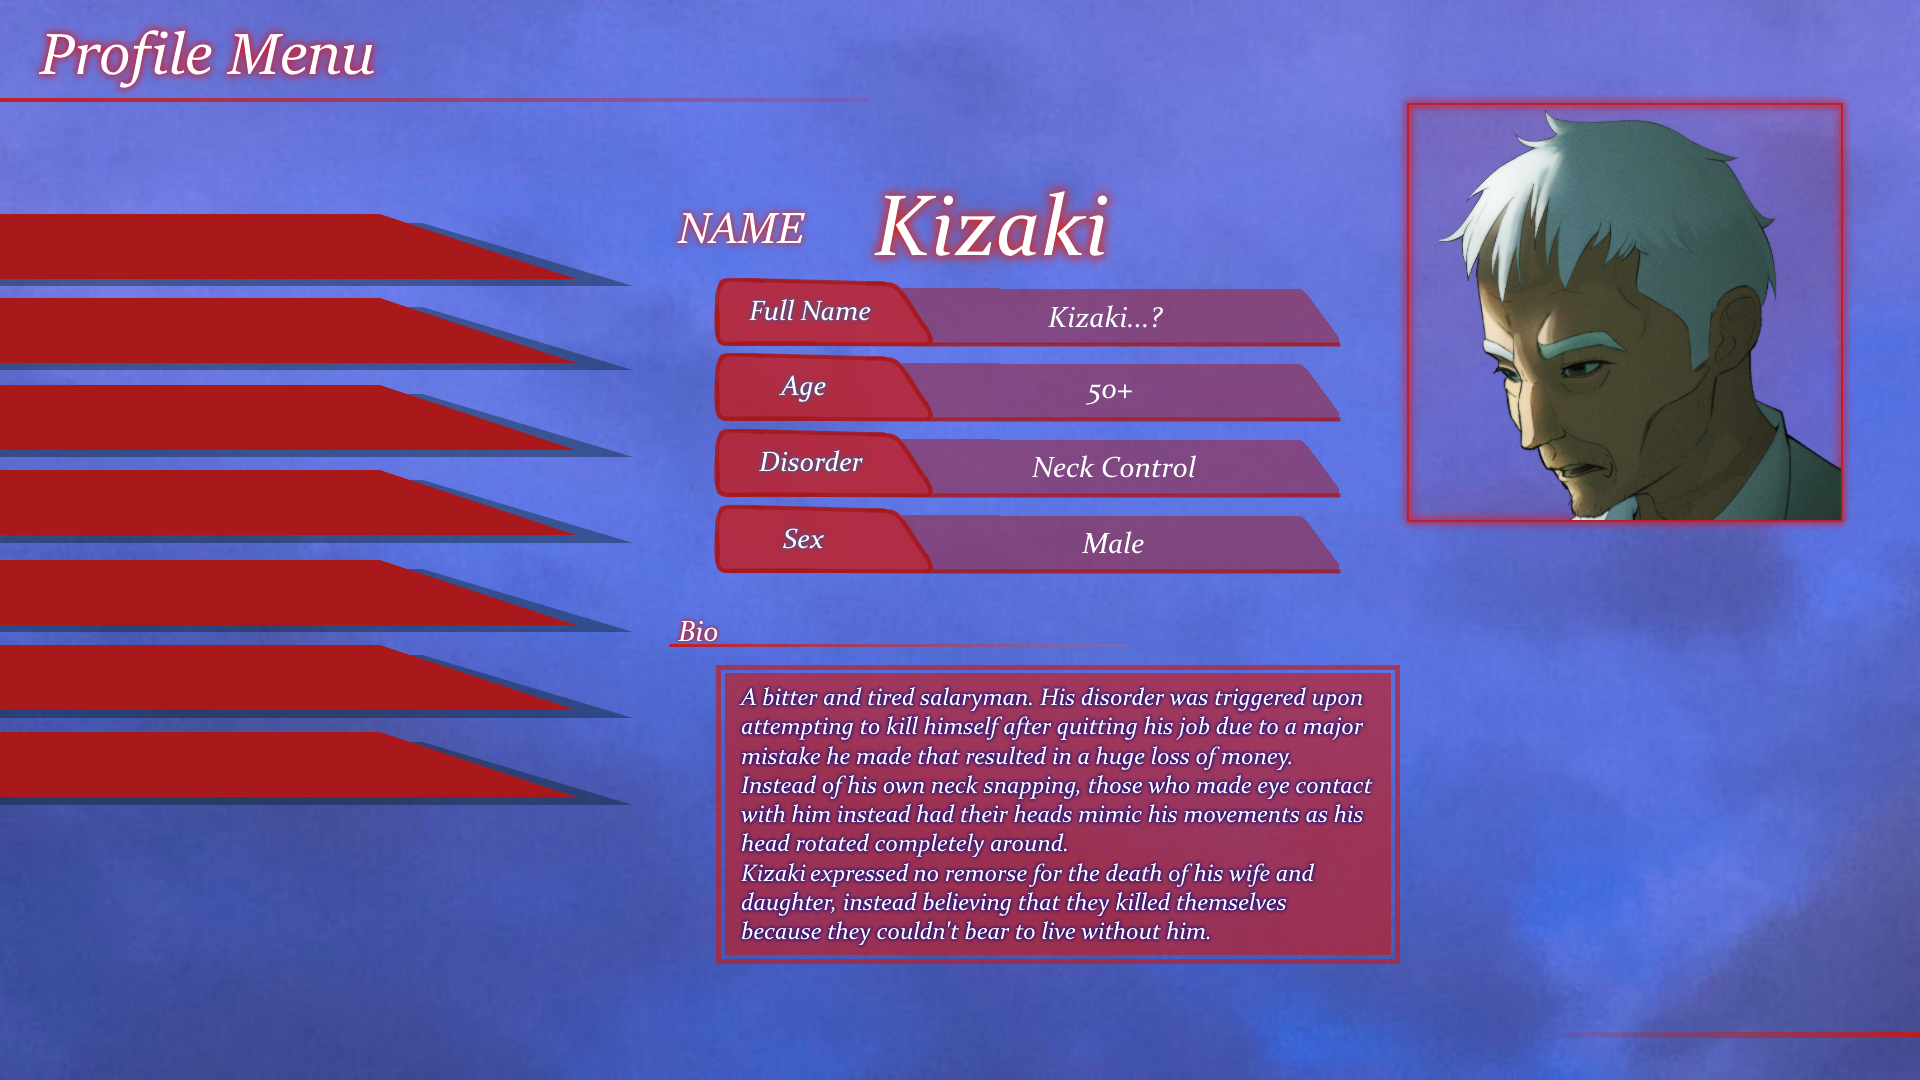 Profile Menu
NAME Kizaki
Full Name Kizaki...?
Age 50+
Disorder Neck Control
Sex Male
Bio
A bitter and tired salaryman. His disorder was triggered upon
attempting to kill himself after quitting his job due to a major
mistake he made that resulted in a huge loss of money.
Instead of his own neck snapping, those who made eye contact
with him instead had their heads mimic his movements as his
head rotated completely around.
Kizaki expressed no remorse for the death of his wife and
daughter, instead believing that they killed themselves
because they couldn't bear to live without him.